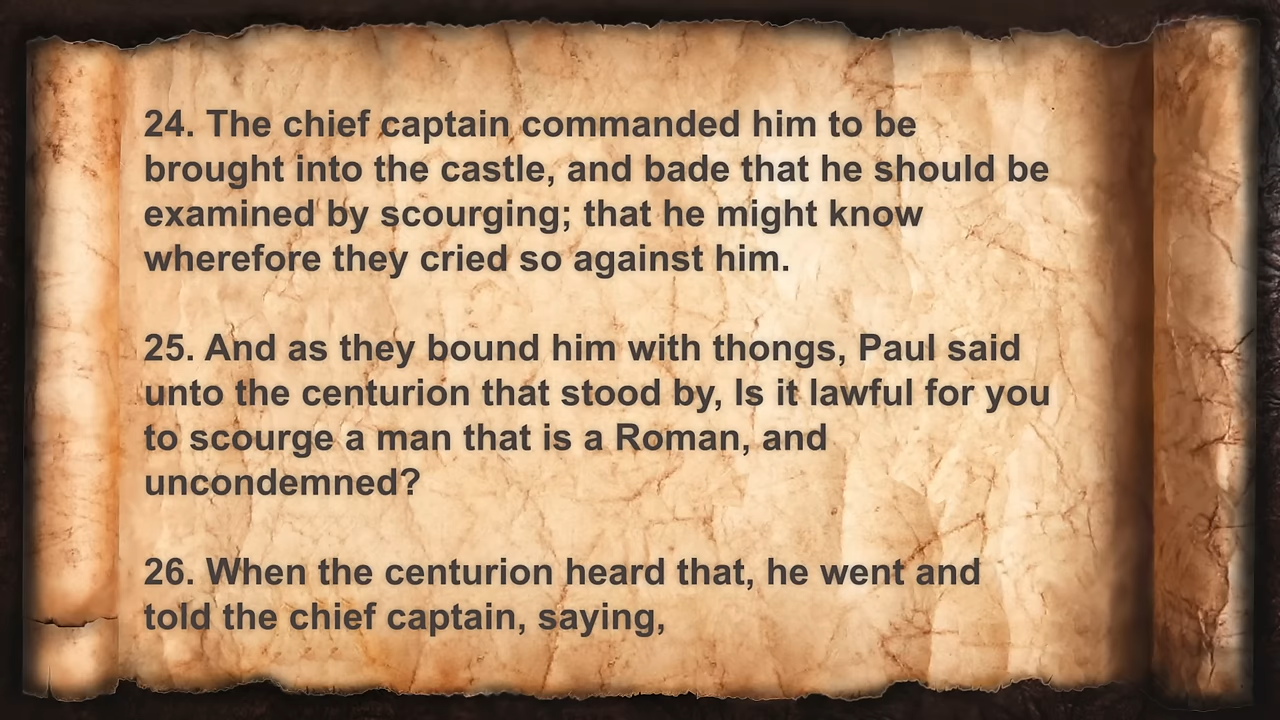 24. The chief captain commanded him to be
brought into the castle, and bade that he should be
examined by scourging; that he might know
wherefore they cried so against him.
25. And as they bound him with thongs, Paul said
unto the centurion that stood by, Is it lawful for you
to scourge a man that is a Roman, and
uncondemned?
26. When the centurion heard that, he went and
told the chief captain, saying,